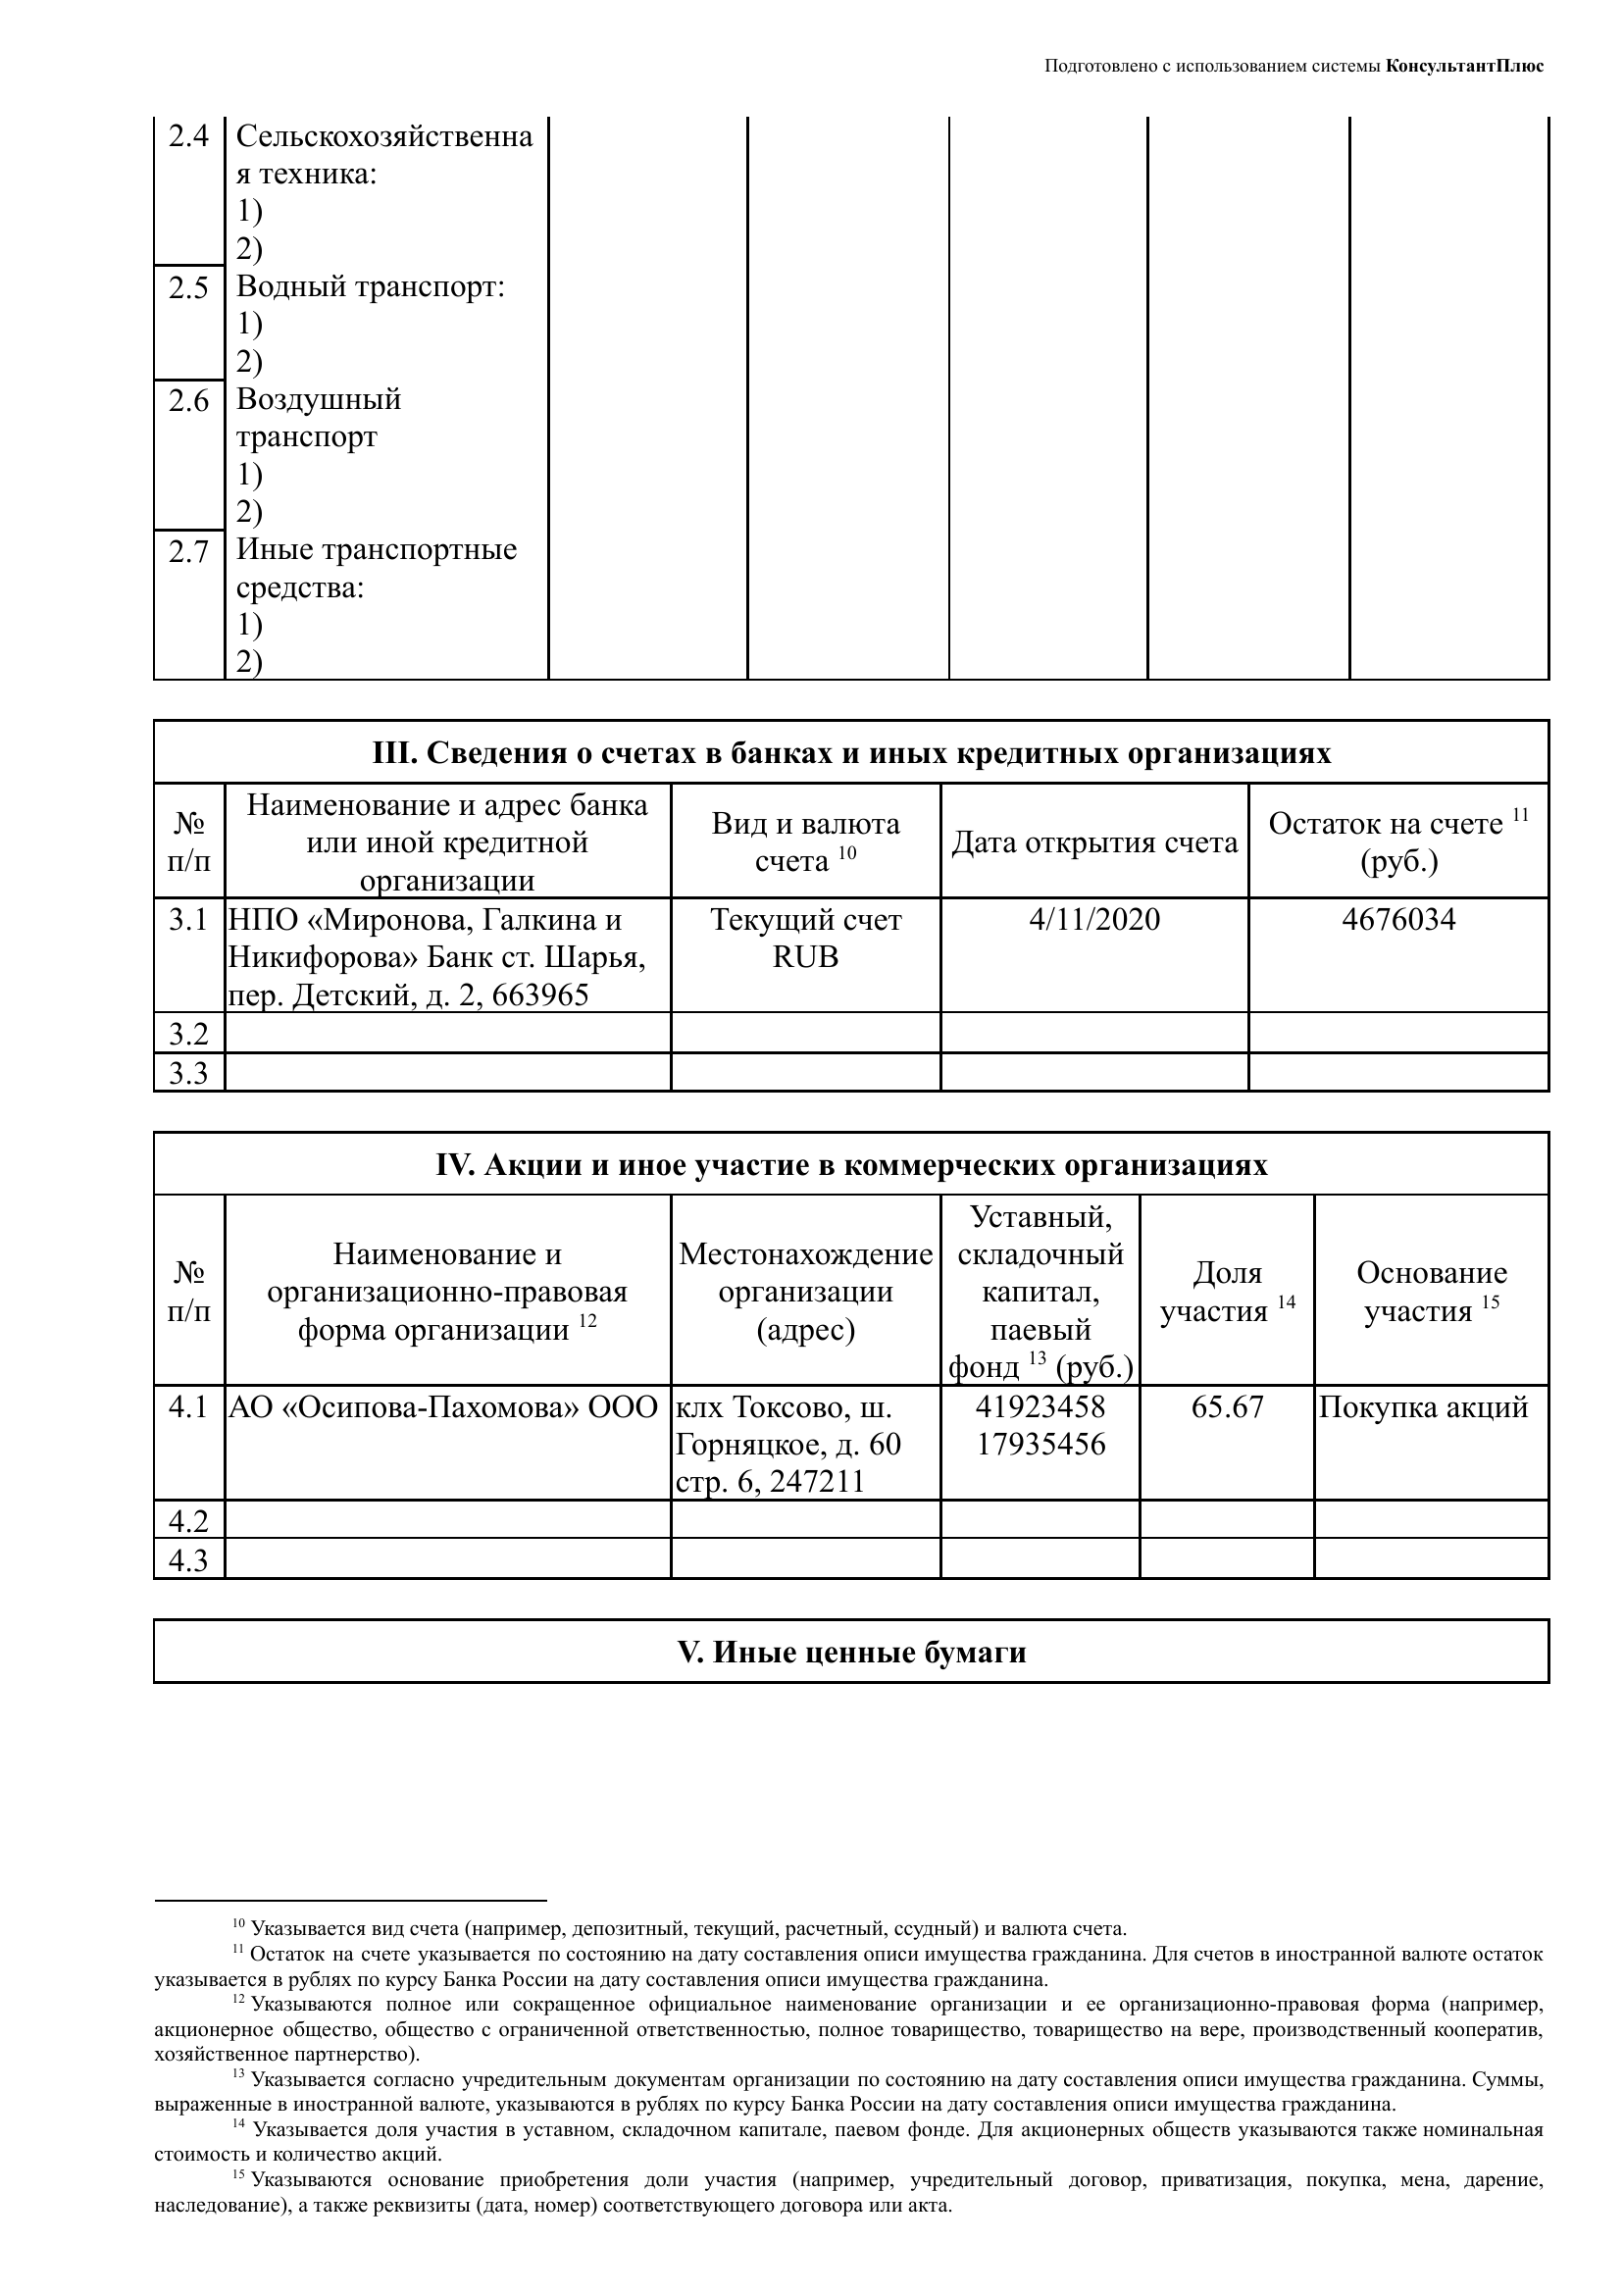 Подготовлено с использованием системы КонсультантПлюс
2.4 Сельскохозяйственна
я техника:
1)
2)
2.5 Водный транспорт:
1)
2)
2.6 Воздушный
транспорт
1)
2)
2.7 Иные транспортные
средства:
1)
2)
III. Сведения о счетах в банках и иных кредитных организациях
№
п/п
Наименование и адрес банка
или иной кредитной
организации
Вид и валюта
счета 10
Дата открытия счета
Остаток на счете 11
(руб.)
3.1
НПО «Миронова, Галкина и
Никифорова» Банк ст. Шарья,
пер. Детский, д. 2, 663965
Текущий счет
RUB
4/11/2020
4676034
3.2
3.3
IV. Акции и иное участие в коммерческих организациях
№
п/п
Наименование и
организационно-правовая
форма организации 12
Местонахождение
организации
(адрес)
Уставный,
складочный
капитал,
паевый
фонд 13 (руб.)
Доля
участия 14
Основание
участия 15
4.1
АО «Осипова-Пахомова» ООО
клх Токсово, ш.
Горняцкое, д. 60
стр. 6, 247211
41923458
17935456
65.67
Покупка акций
4.2
4.3
V. Иные ценные бумаги
10 Указывается вид счета (например, депозитный, текущий, расчетный, ссудный) и валюта счета.
11 Остаток на счете указывается по состоянию на дату составления описи имущества гражданина. Для счетов в иностранной валюте остаток
указывается в рублях по курсу Банка России на дату составления описи имущества гражданина.
12 Указываются полное или сокращенное официальное наименование организации и ее организационно-правовая форма (например,
акционерное общество, общество с ограниченной ответственностью, полное товарищество, товарищество на вере, производственный кооператив,
хозяйственное партнерство).
13 Указывается согласно учредительным документам организации по состоянию на дату составления описи имущества гражданина. Суммы,
выраженные в иностранной валюте, указываются в рублях по курсу Банка России на дату составления описи имущества гражданина.
14 Указывается доля участия в уставном, складочном капитале, паевом фонде. Для акционерных обществ указываются также номинальная
стоимость и количество акций.
15 Указываются основание приобретения доли участия (например, учредительный договор, приватизация, покупка, мена, дарение,
наследование), а также реквизиты (дата, номер) соответствующего договора или акта.